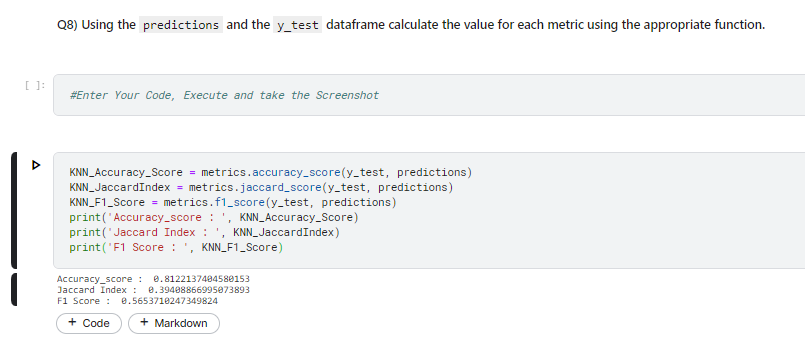 Q8) Using the predictions and the y_test dataframe calculate the value for each metric using the appropriate function.
[ ]:
#Enter Your Code, Execute and take the Screenshot
KNN_Accuracy_Score = metrics.accuracy_score(y_test, predictions)
KNN_JaccardIndex = metrics.jaccard_score(y_test, predictions)
KNN_F1_Score = metrics.f1_score(y_test, predictions)
print('Accuracy_score : ', KNN_Accuracy_Score)
print('Jaccard Index : ', KNN_JaccardIndex)
print('F1 Score : ', KNN_F1_Score)
Accuracy_score :  0.8122137404580153
Jaccard Index :  0.39408866995073893
F1 Score :  0.5653710247349824
+ Code + Markdown